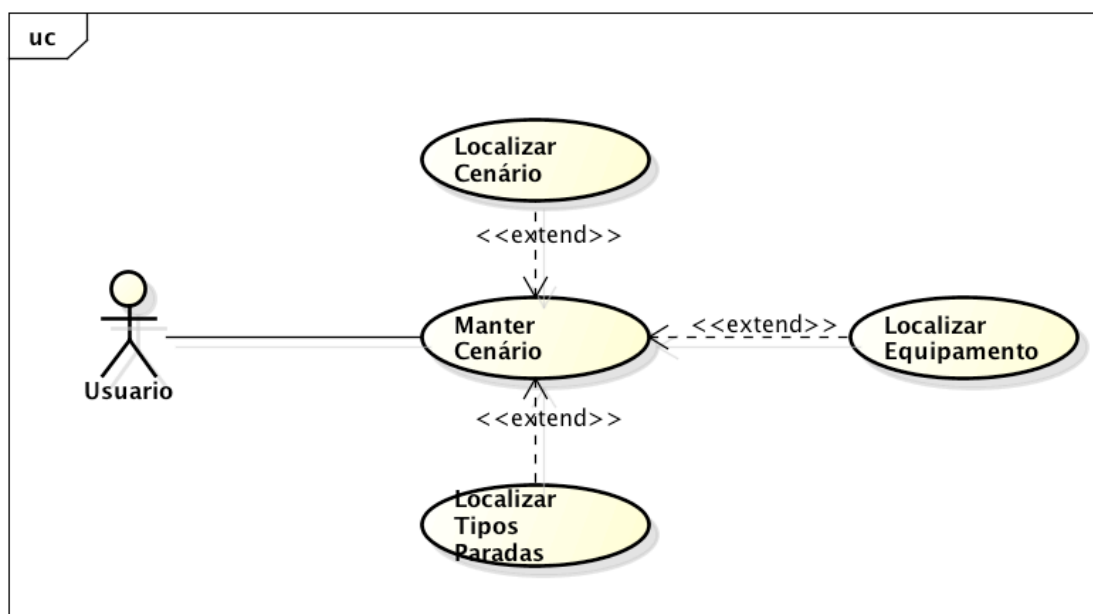 uc
Localizar
Cenário
<<extend>>
Manter
Cenário
<<extend>>
Localizar
Equipamento
Usuario
<<extend>>
Localizar
Tipos
Paradas